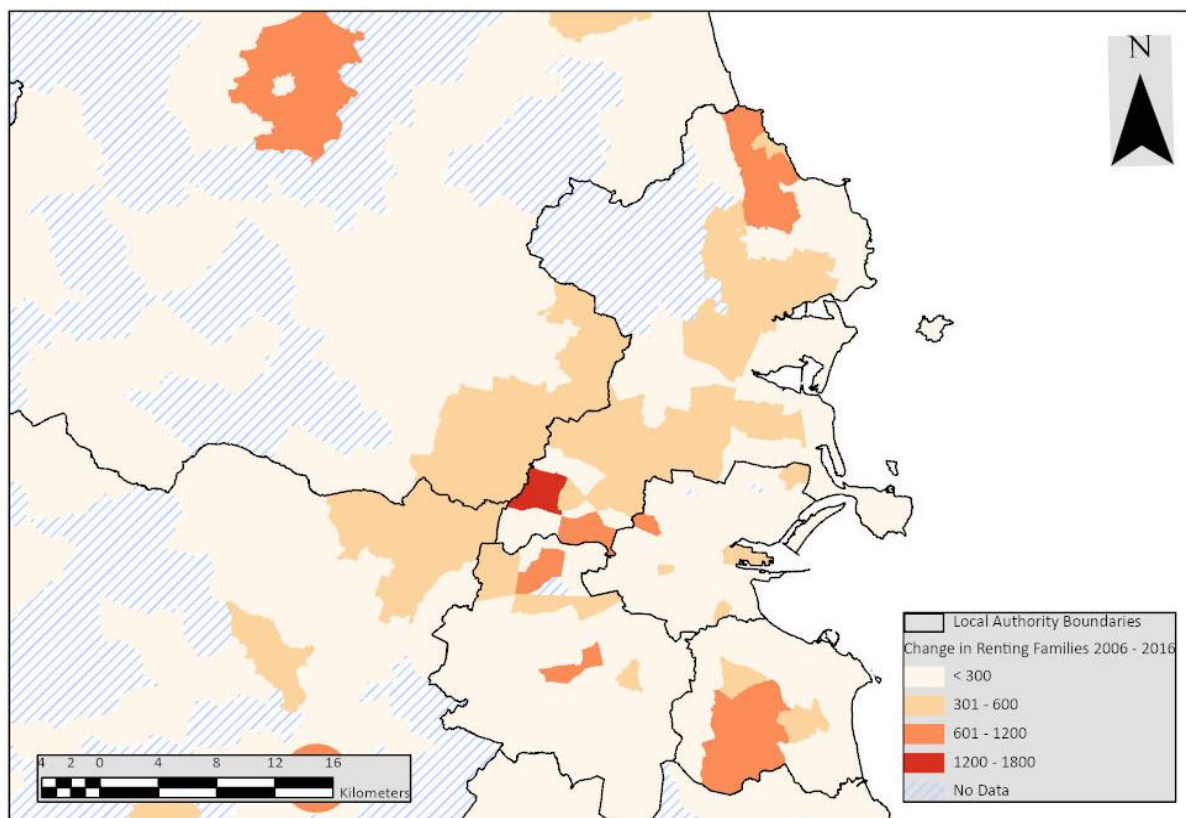 N
Local Authority Boundaries
Change in Renting Families 2006 - 2016
< 300
301 - 600
601 - 1200
1200 - 1800
No Data
4 2 0 4 8 12 16
Kilometers